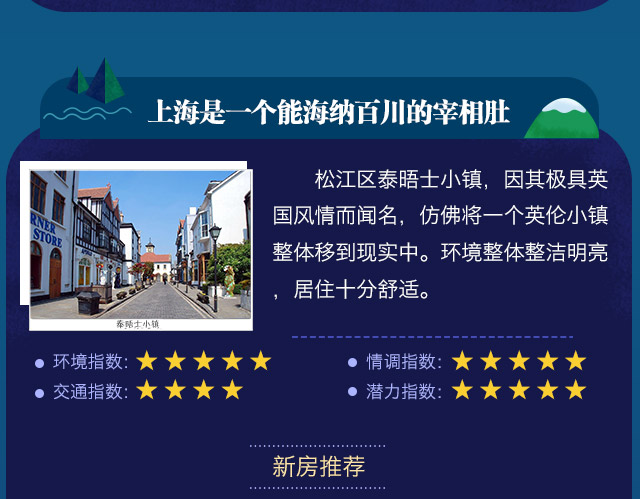 上海是一个能海纳百川的宰相肚
松江区泰晤士小镇，因其极具英
国风情而闻名，仿佛将一个英伦小镇
整体移到现实中。环境整体整洁明亮
，居住十分舒适。
RNER
STORE
泰晤士小镇
环境指数:
情调指数:
交通指数:
潜力指数:
新房推荐